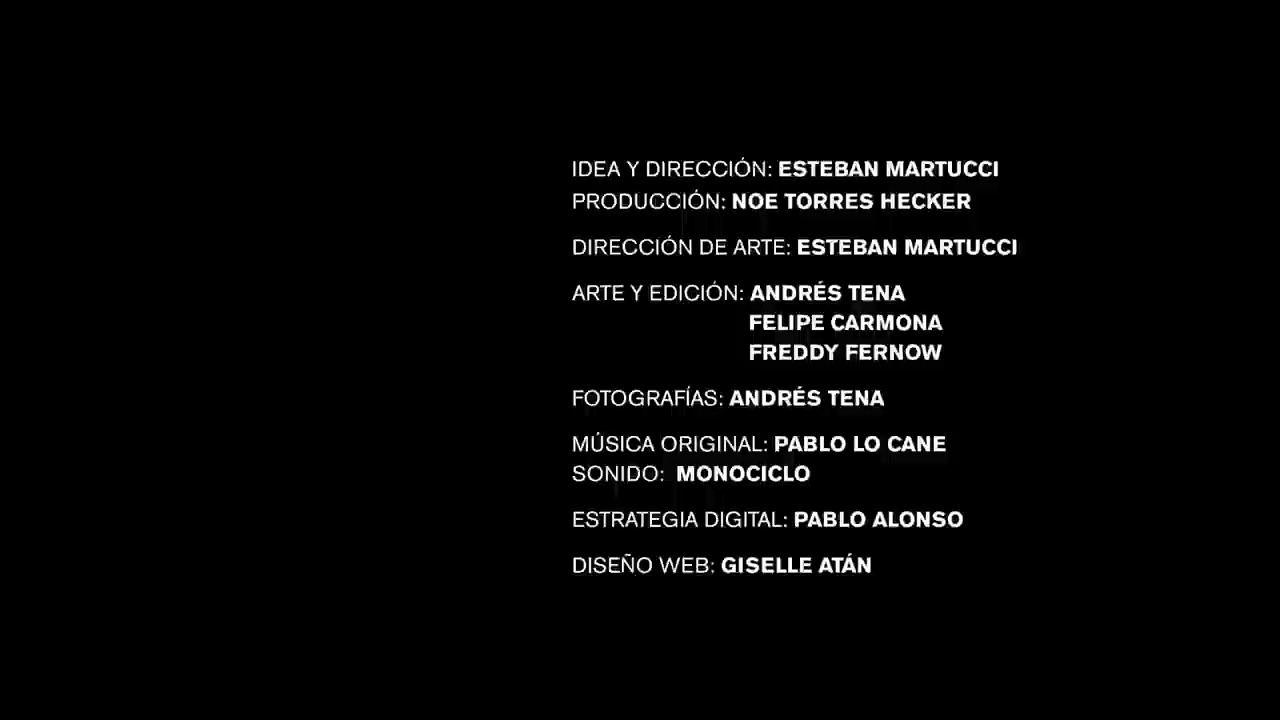 IDEA Y DIRECCIÓN: ESTEBAN MARTUCCI
PRODUCCIÓN: NOE TORRES HECKER
DIRECCIÓN DE ARTE: ESTEBAN MARTUCCI
ARTE Y EDICIÓN: ANDRÉS TENA
FELIPE CARMONA
FREDDY FERNOW
FOTOGRAFÍAS: ANDRÉS TENA
MÚSICA ORIGINAL: PABLO LO CANE
SONIDO: MONOCICLO
ESTRATEGIA DIGITAL: PABLO ALONSO
DISEÑO WEB: GISELLE ATÁN